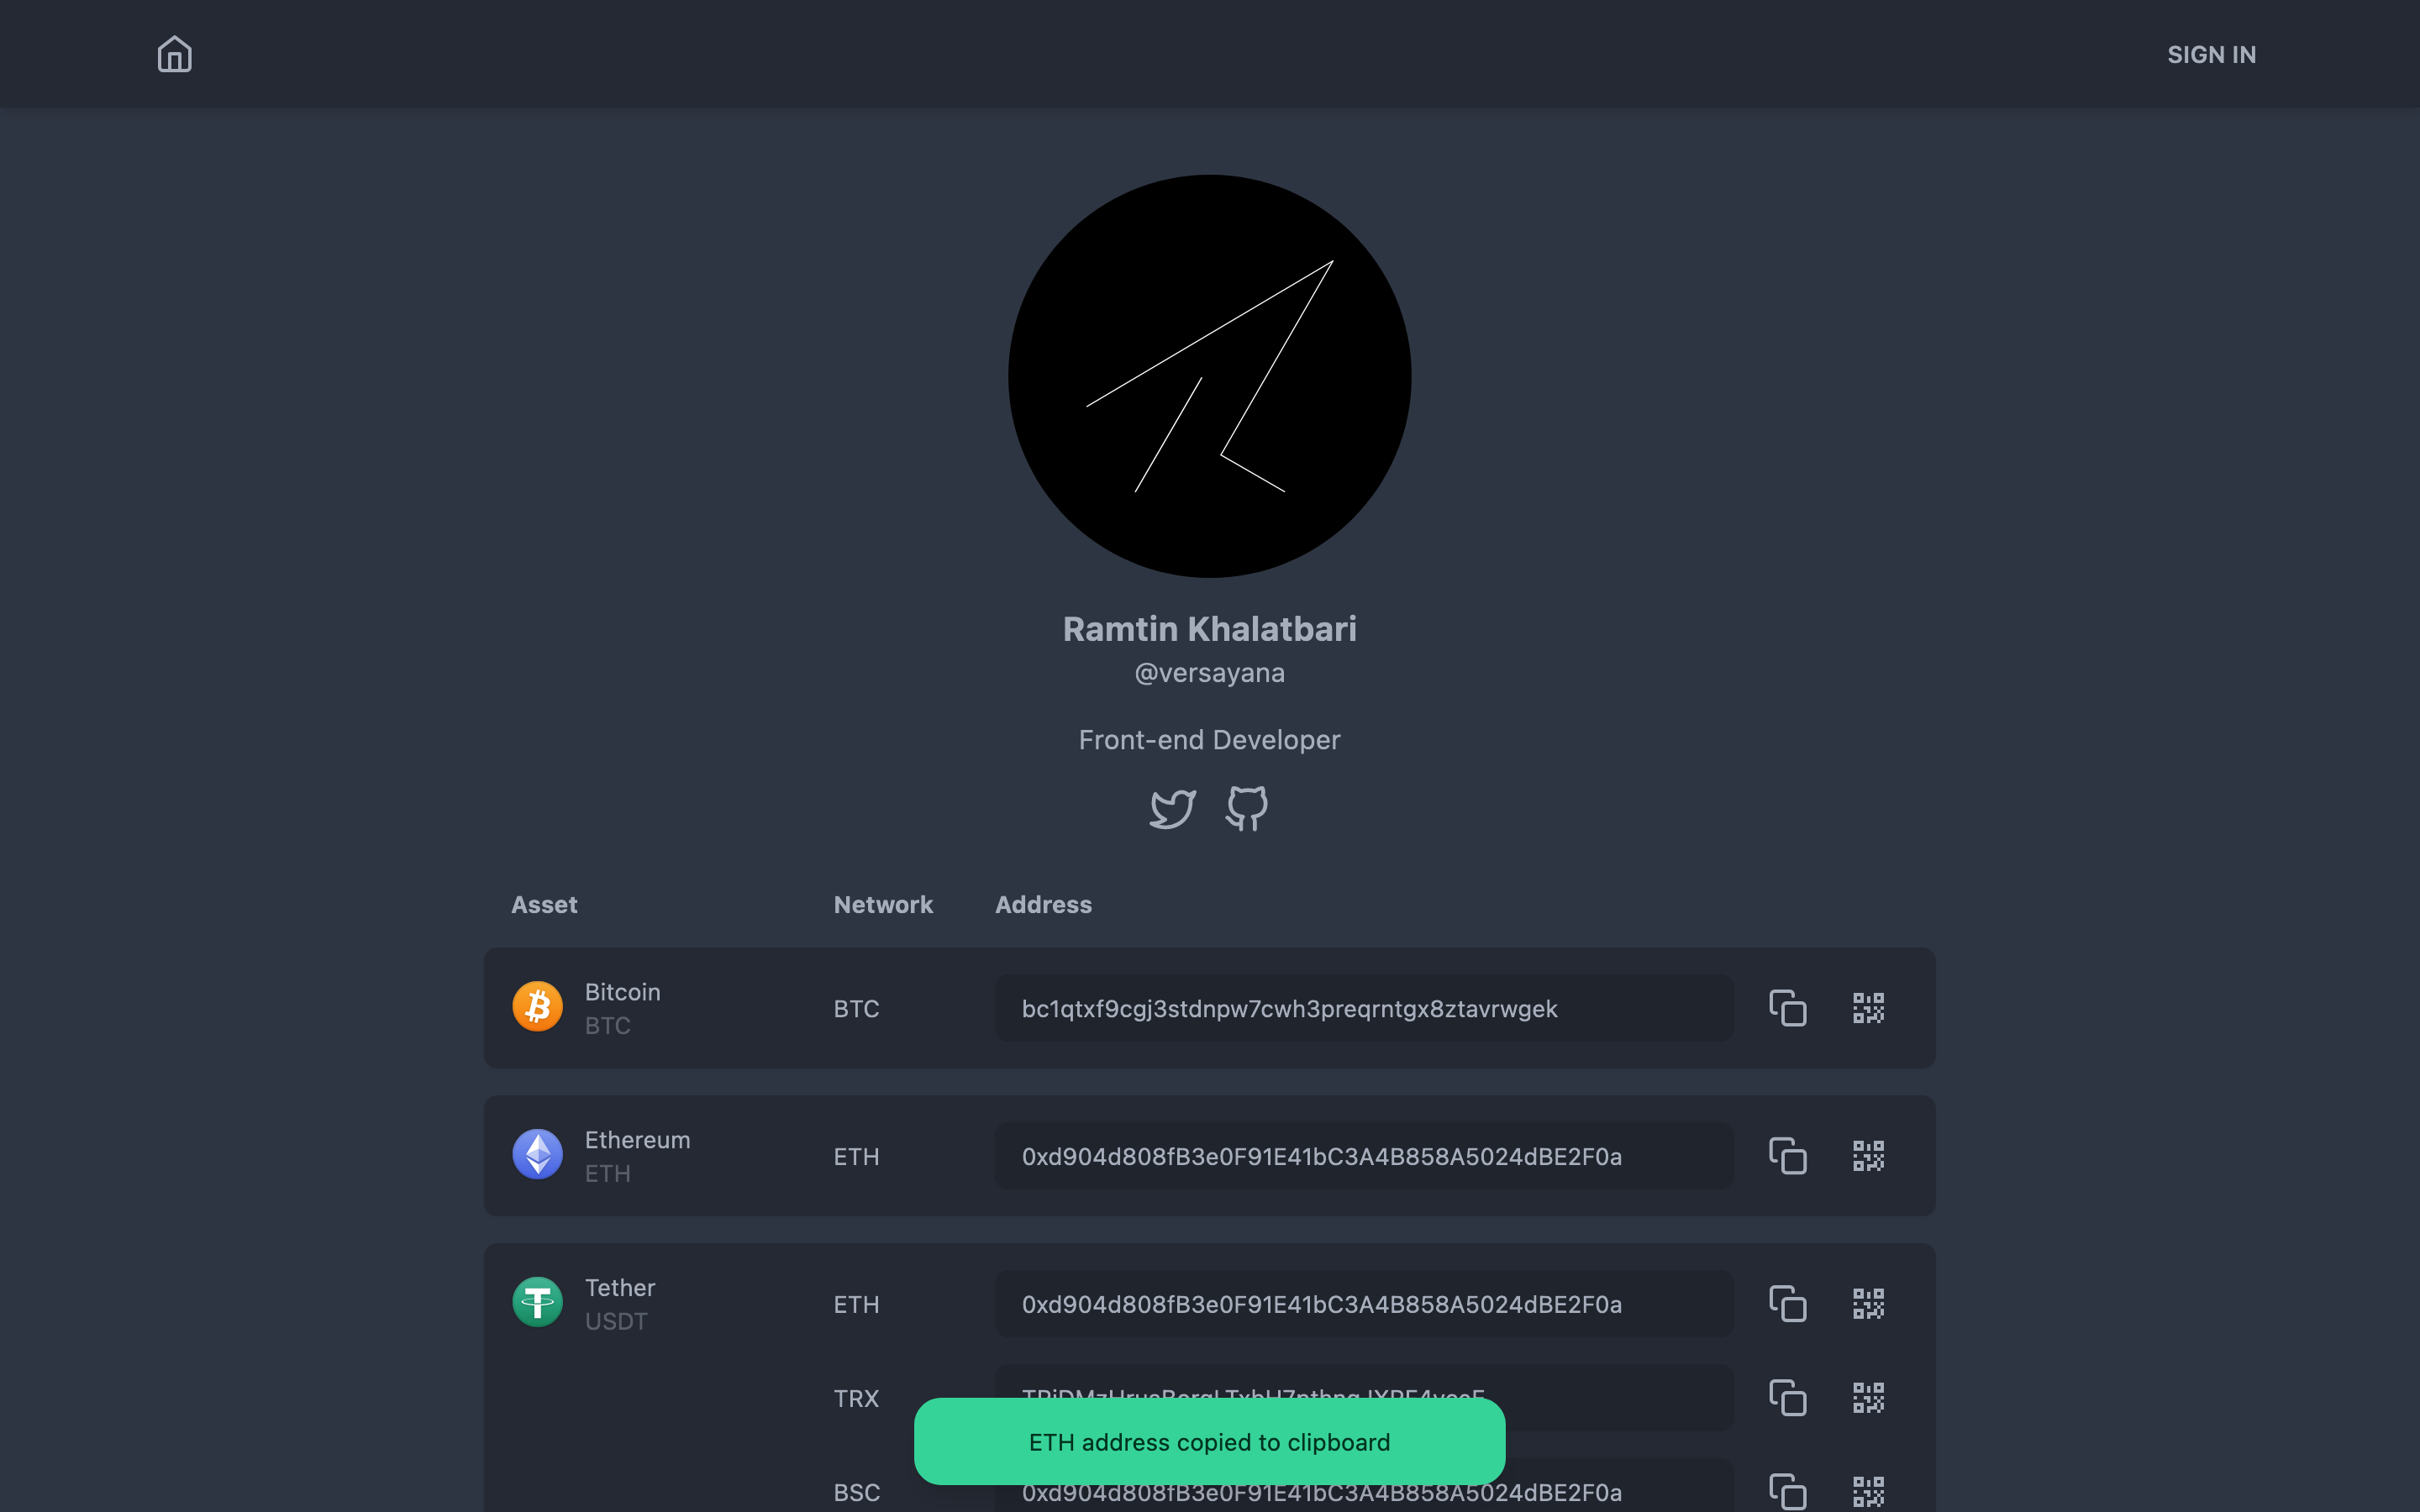 SIGN IN
Ramtin Khalatbari
@versayana
Front-end Developer
Asset Network Address
Bitcoin
BTC
BTC bc1qtxf9cgj3stdnpw7cwh3preqrntgx8ztavrwgek
Ethereum
ETH
ETH 0xd904d808fB3e0F91E41bC3A4B858A5024dBE2F0a
Tether
USDT
ETH 0xd904d808fB3e0F91E41bC3A4B858A5024dBE2F0a
TRX
ETH address copied to clipboard
BSC 0xd904d808fB3e0F91E41bC3A4B858A5024dBE2F0a